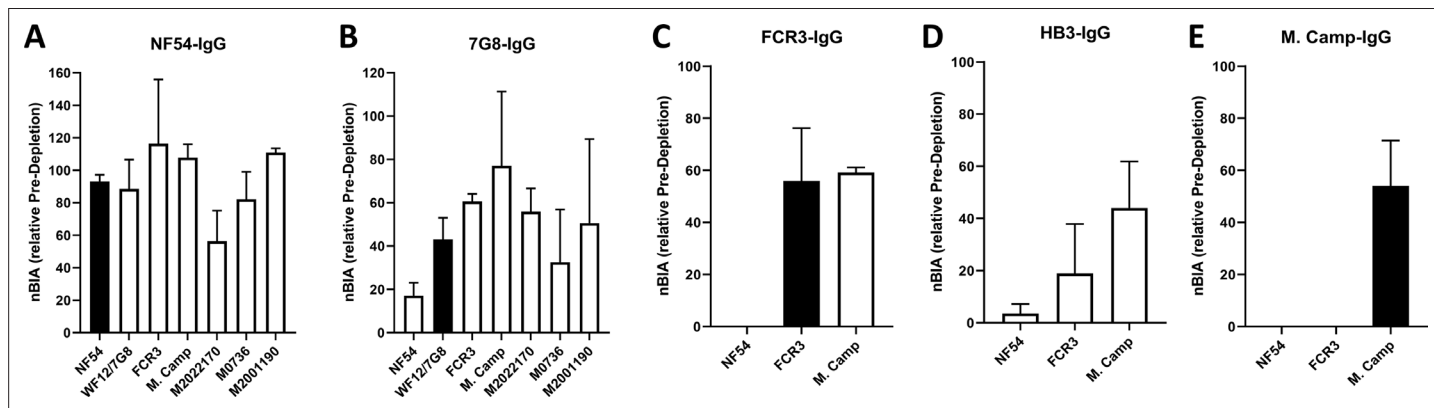 A
NF54-IgG
nBIA (relative Pre-Depletion)
160
140
120
100
80
60
40
20
0
NF54
WF12/7G8
FCR3
M. Camp
M2022170
M0736
M2001190
B
7G8-IgG
nBIA (relative Pre-Depletion)
120
100
80
60
40
20
0
NF54
WF12/7G8
FCR3
M. Camp
M2022170
M0736
M2001190
C
FCR3-IgG
nBIA (relative Pre-Depletion)
100
80
60
40
20
0
NF54
FCR3
M. Camp
D
HB3-IgG
nBIA (relative Pre-Depletion)
100
80
60
40
20
0
NF54
FCR3
M. Camp
E
M. Camp-IgG
nBIA (relative Pre-Depletion)
100
80
60
40
20
0
NF54
FCR3
M. Camp